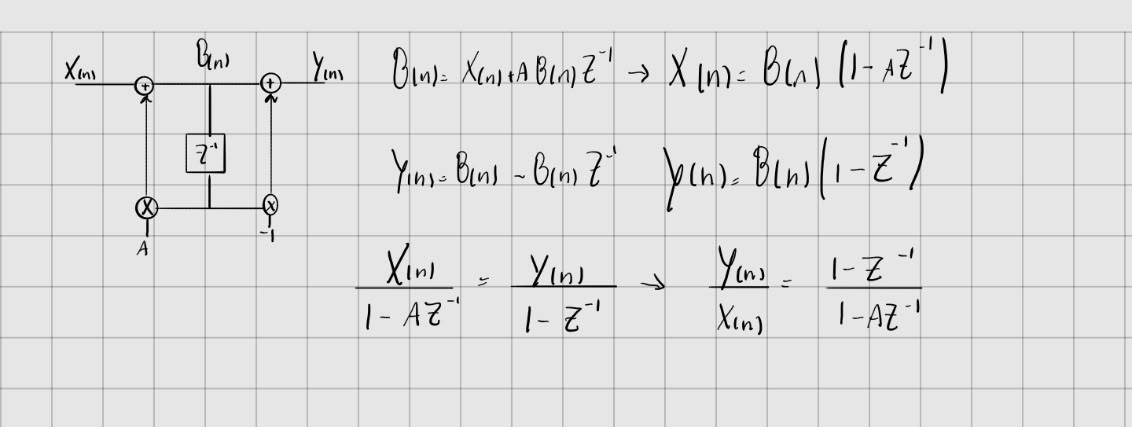 X(n) + B(n) + Y(n)
Z⁻¹
X X
A -1
B(n) = X(n) + A B(n) Z⁻¹ → X(n) = B(n) (1 - AZ⁻¹)
Y(n) = B(n) - B(n) Z⁻¹ Y(n) = B(n) (1 - Z⁻¹)
X(n) / 1 - AZ⁻¹ = Y(n) / 1 - Z⁻¹ → Y(n) / X(n) = 1 - Z⁻¹ / 1 - AZ⁻¹